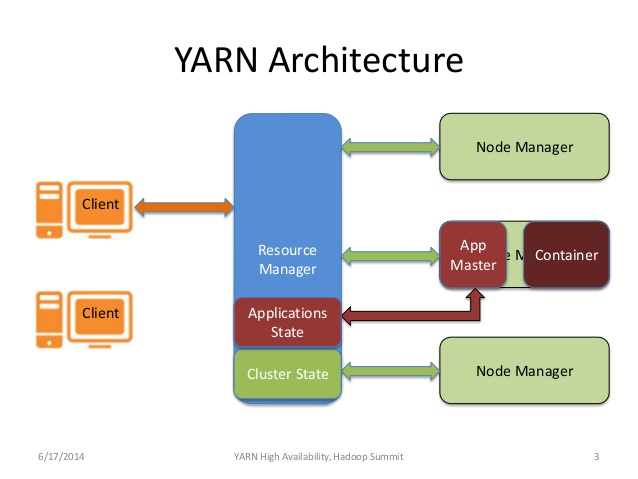 YARN Architecture
Node Manager
Client
Resource
Manager
App
Master
e M
Container
Client
Applications
State
Cluster State
Node Manager
6/17/2014
YARN High Availability, Hadoop Summit
3